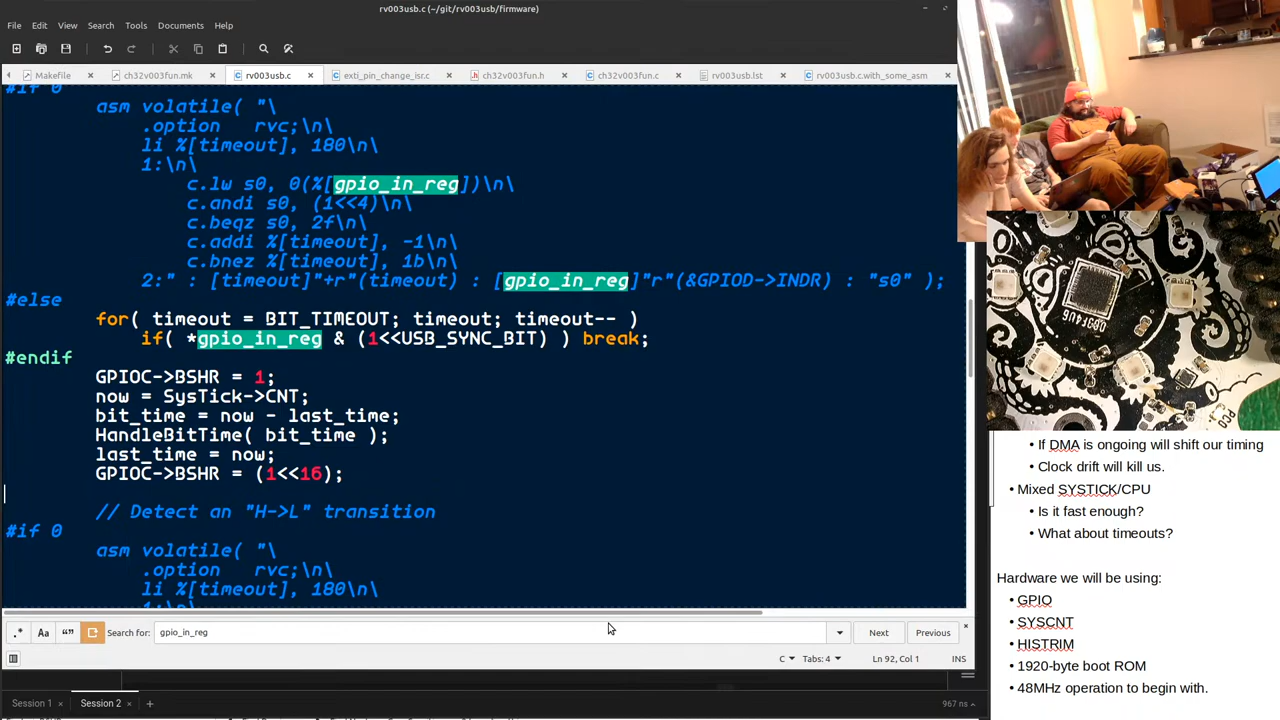 rv003usb.c (~/git/rv003usb/firmware)
File Edit View Search Tools Documents Help
Makefile ch32v003fun.mk rv003usb.c exti_pin_change_isr.c ch32v003fun.h ch32v003fun.c rv003usb.lst rv003usb.c.with_some_asm
#if 0
asm volatile( "\
.option rvc;\n\
li %[timeout], 180\n\
1:\n\
c.lw s0, 0(%[gpio_in_reg])\n\
c.andi s0, (1<<4)\n\
c.beqz s0, 2f\n\
c.addi %[timeout], -1\n\
c.bnez %[timeout], 1b\n\
2:" : [timeout]"+r"(timeout) : [gpio_in_reg]"r"(&GPIOD->INDR) : "s0" );
#else
for( timeout = BIT_TIMEOUT; timeout; timeout-- )
if( *gpio_in_reg & (1<<USB_SYNC_BIT) ) break;
#endif
GPIOC->BSHR = 1;
now = SysTick->CNT;
bit_time = now - last_time;
HandleBitTime( bit_time );
last_time = now;
GPIOC->BSHR = (1<<16);
// Detect an "H->L" transition
#if 0
asm volatile( "\
.option rvc;\n\
li %[timeout], 180\n\
1:\n\
.* Aa “” Search for: gpio_in_reg Next Previous
C Tabs: 4 Ln 92, Col 1 INS
Session 1 Session 2 967 ns
• If DMA is ongoing will shift our timing
• Clock drift will kill us.
• Mixed SYSTICK/CPU
• Is it fast enough?
• What about timeouts?
Hardware we will be using:
• GPIO
• SYSCNT
• HISTRIM
• 1920-byte boot ROM
• 48MHz operation to begin with.